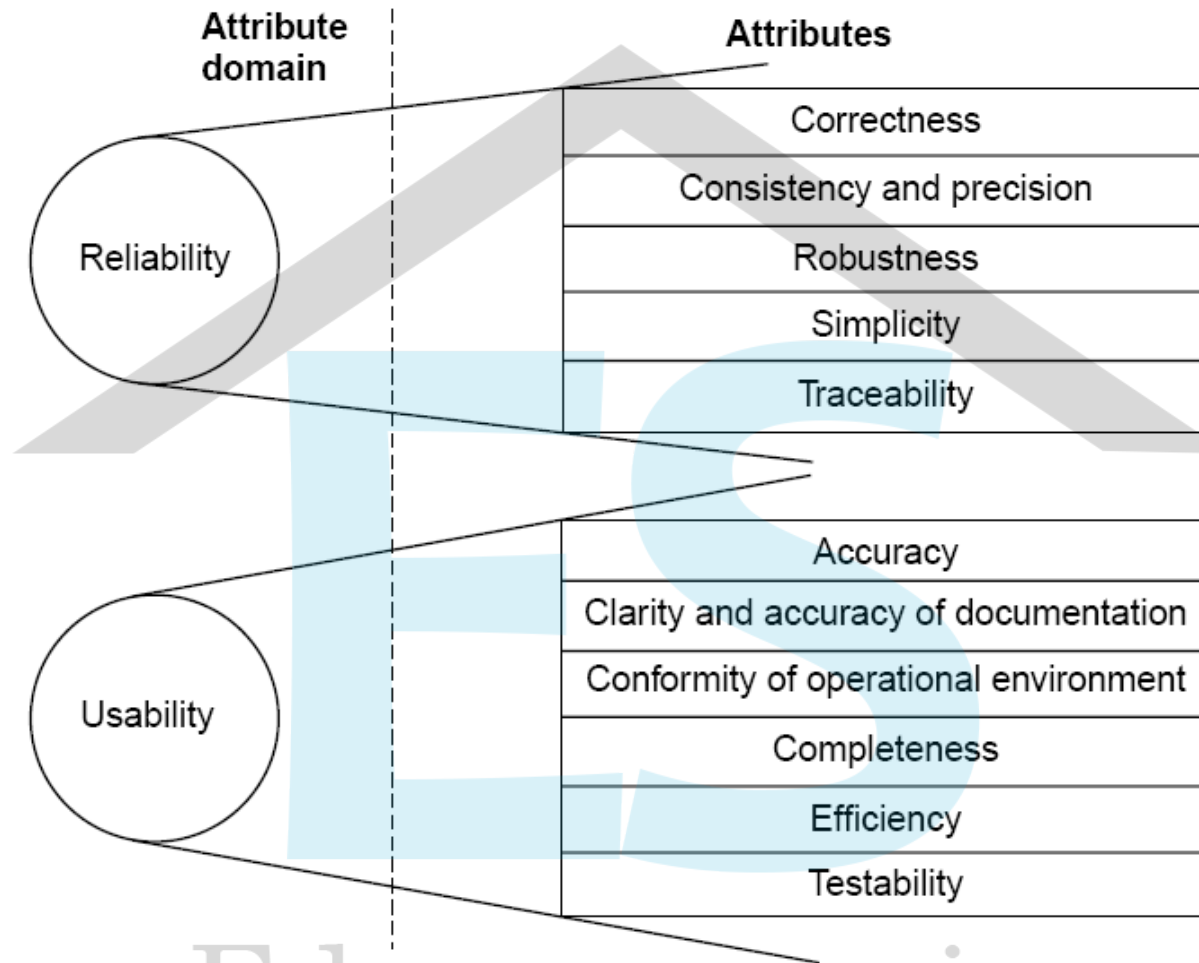 Attribute
domain
Attributes
Reliability
Correctness
Consistency and precision
Robustness
Simplicity
Traceability
Usability
Accuracy
Clarity and accuracy of documentation
Conformity of operational environment
Completeness
Efficiency
Testability
ES